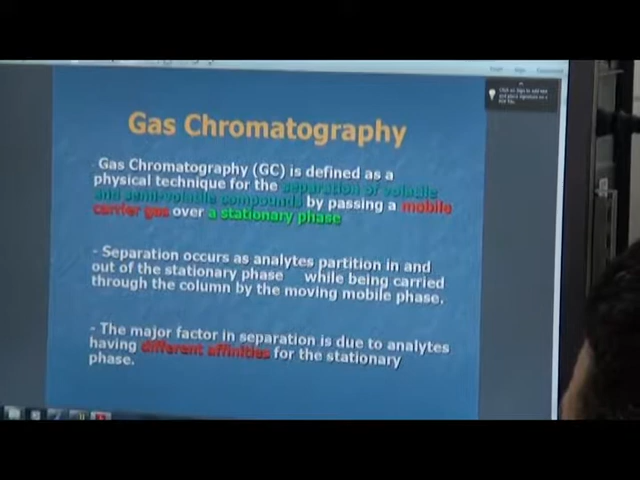 Gas Chromatography
Gas Chromatography (GC) is defined as a
physical technique for the separation of volatile
and semi-volatile compounds by passing a mobile
carrier gas over a stationary phase
- Separation occurs as analytes partition in and
out of the stationary phase while being carried
through the column by the moving mobile phase.
- The major factor in separation is due to analytes
having different affinities for the stationary
phase.